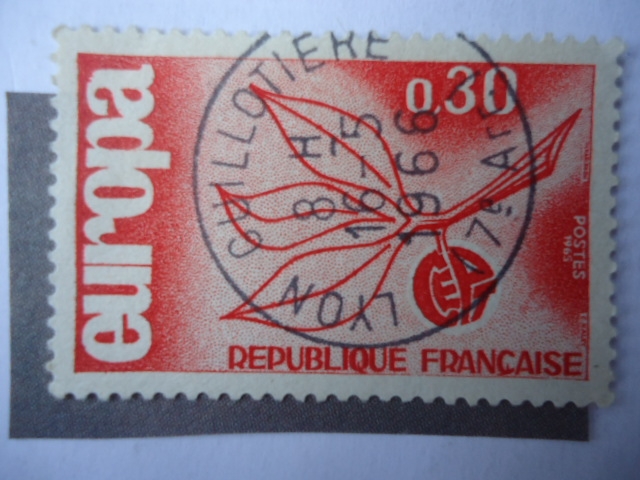 europa
0,30
REPUBLIQUE FRANÇAISE
POSTES
1965
LYON GUILLOTIERE
8 H
16-5
1966